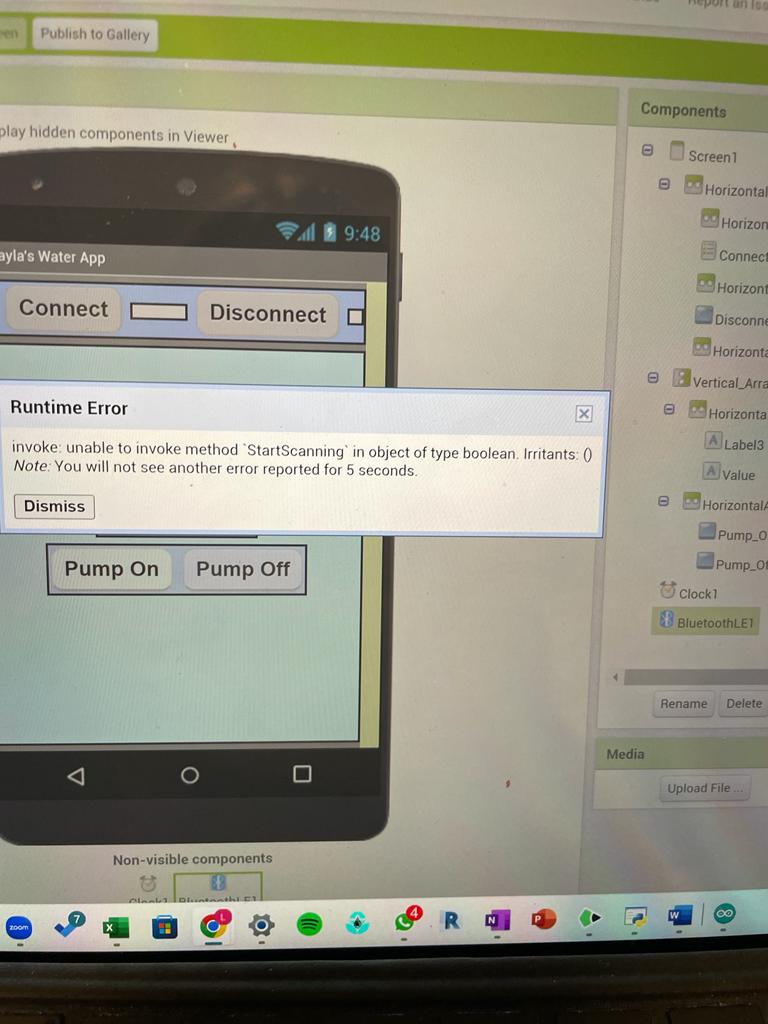 Report an Iss
een
Publish to Gallery
play hidden components in Viewer
Components
Screen1
Horizontal
Horizon
Connect
Horizont
Disconne
Horizonta
Vertical_Arra
Horizonta
Label3
Value
HorizontalA
Pump_O
Pump_Of
Clock1
BluetoothLE1
Rename
Delete
Media
Upload File ...
9:48
ayla's Water App
Connect
Disconnect
Runtime Error
invoke: unable to invoke method `StartScanning` in object of type boolean. Irritants: ()
Note: You will not see another error reported for 5 seconds.
Dismiss
Pump On
Pump Off
Non-visible components
Clock1
BluetoothLE1
zoom
7
X
L
4
R
N
P
W